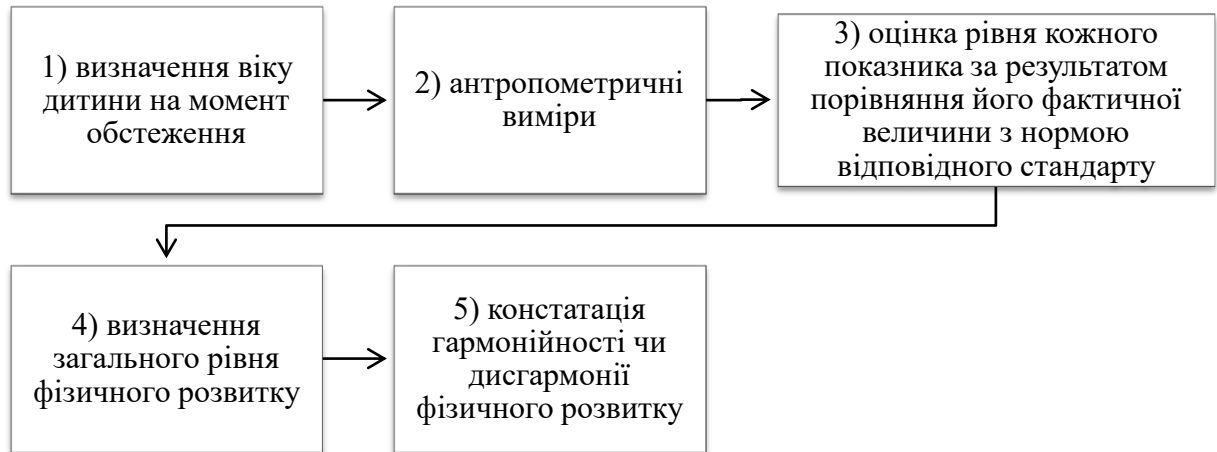 1) визначення віку
дитини на момент
обстеження
2) антропометричні
виміри
3) оцінка рівня кожного
показника за результатом
порівняння його фактичної
величини з нормою
відповідного стандарту
4) визначення
загального рівня
фізичного розвитку
5) констатація
гармонійності чи
дисгармонії
фізичного розвитку